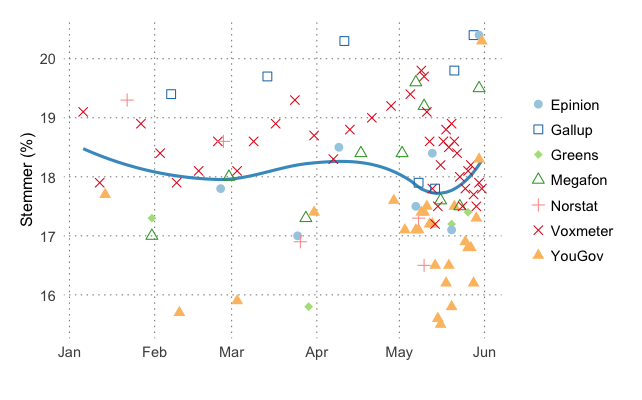 Stemmer (%)
20
19
18
17
16
Jan Feb Mar Apr May Jun
Epinion
Gallup
Greens
Megafon
Norstat
Voxmeter
YouGov